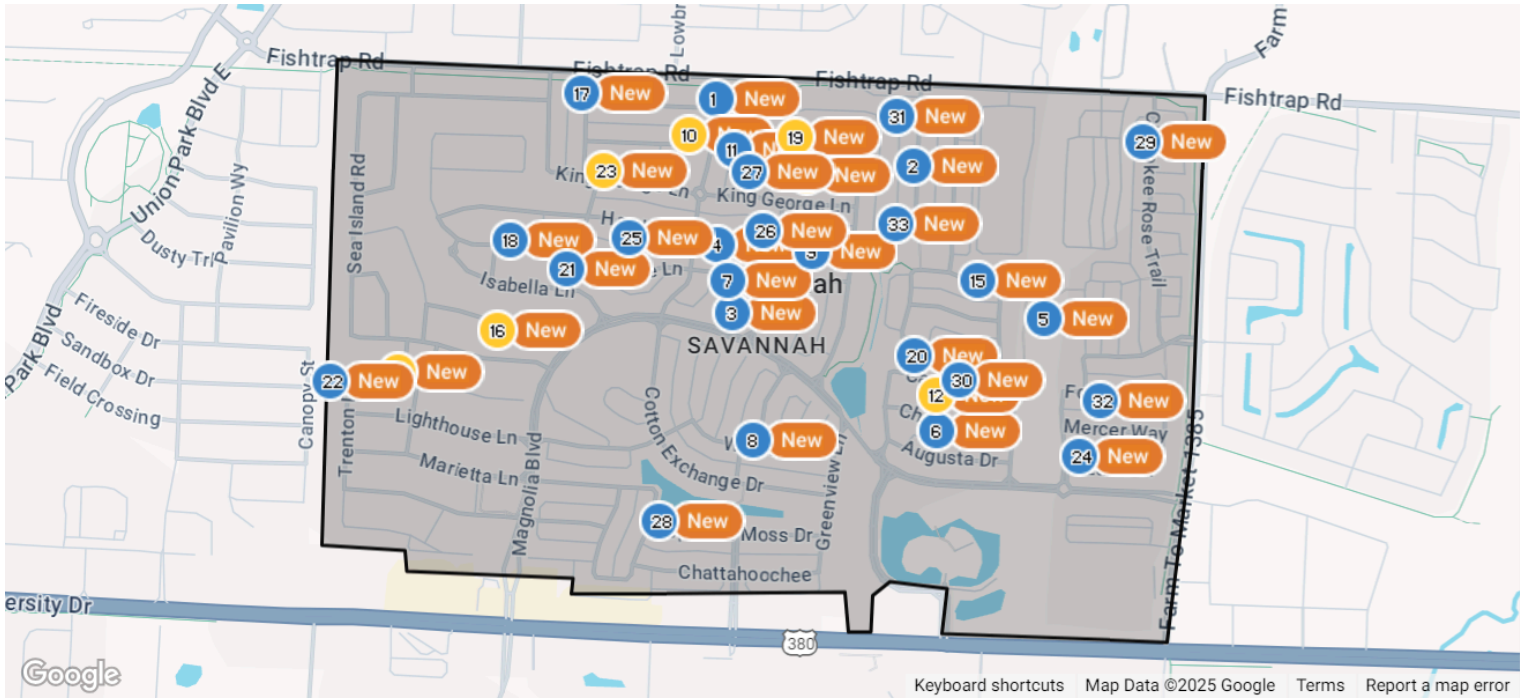 Fishtrap Rd
Fishtrap Rd
Fishtrap Rd
Fishtrap Rd
Farm
Union Park Blvd E
Pavilion Wy
Dusty Trl
Sea Island Rd
17 New
1 New
10 New
19 New
11
27 New
New
23 New
31 New
2 New
29 New
King George Ln
33 New
18 New
25 New
4
26 New
9 New
21 New
Isabella Ln
7 New
15 New
3 New
5 New
SAVANNAH
16 New
20 New
Fireside Dr
Sandbox Dr
Field Crossing
Park Blvd
Canopy St
22 New
New
30 New
12
32 New
Trenton
Lighthouse Ln
Marietta Ln
Magnolia Blvd
Cotton Exchange Dr
8 New
Greenview Ln
6 New
Augusta Dr
Mercer Way
24 New
28 New
Moss Dr
Chattahoochee
Farm To Market 1385
ersity Dr
380
Google
Keyboard shortcuts
Map Data ©2025 Google
Terms
Report a map error